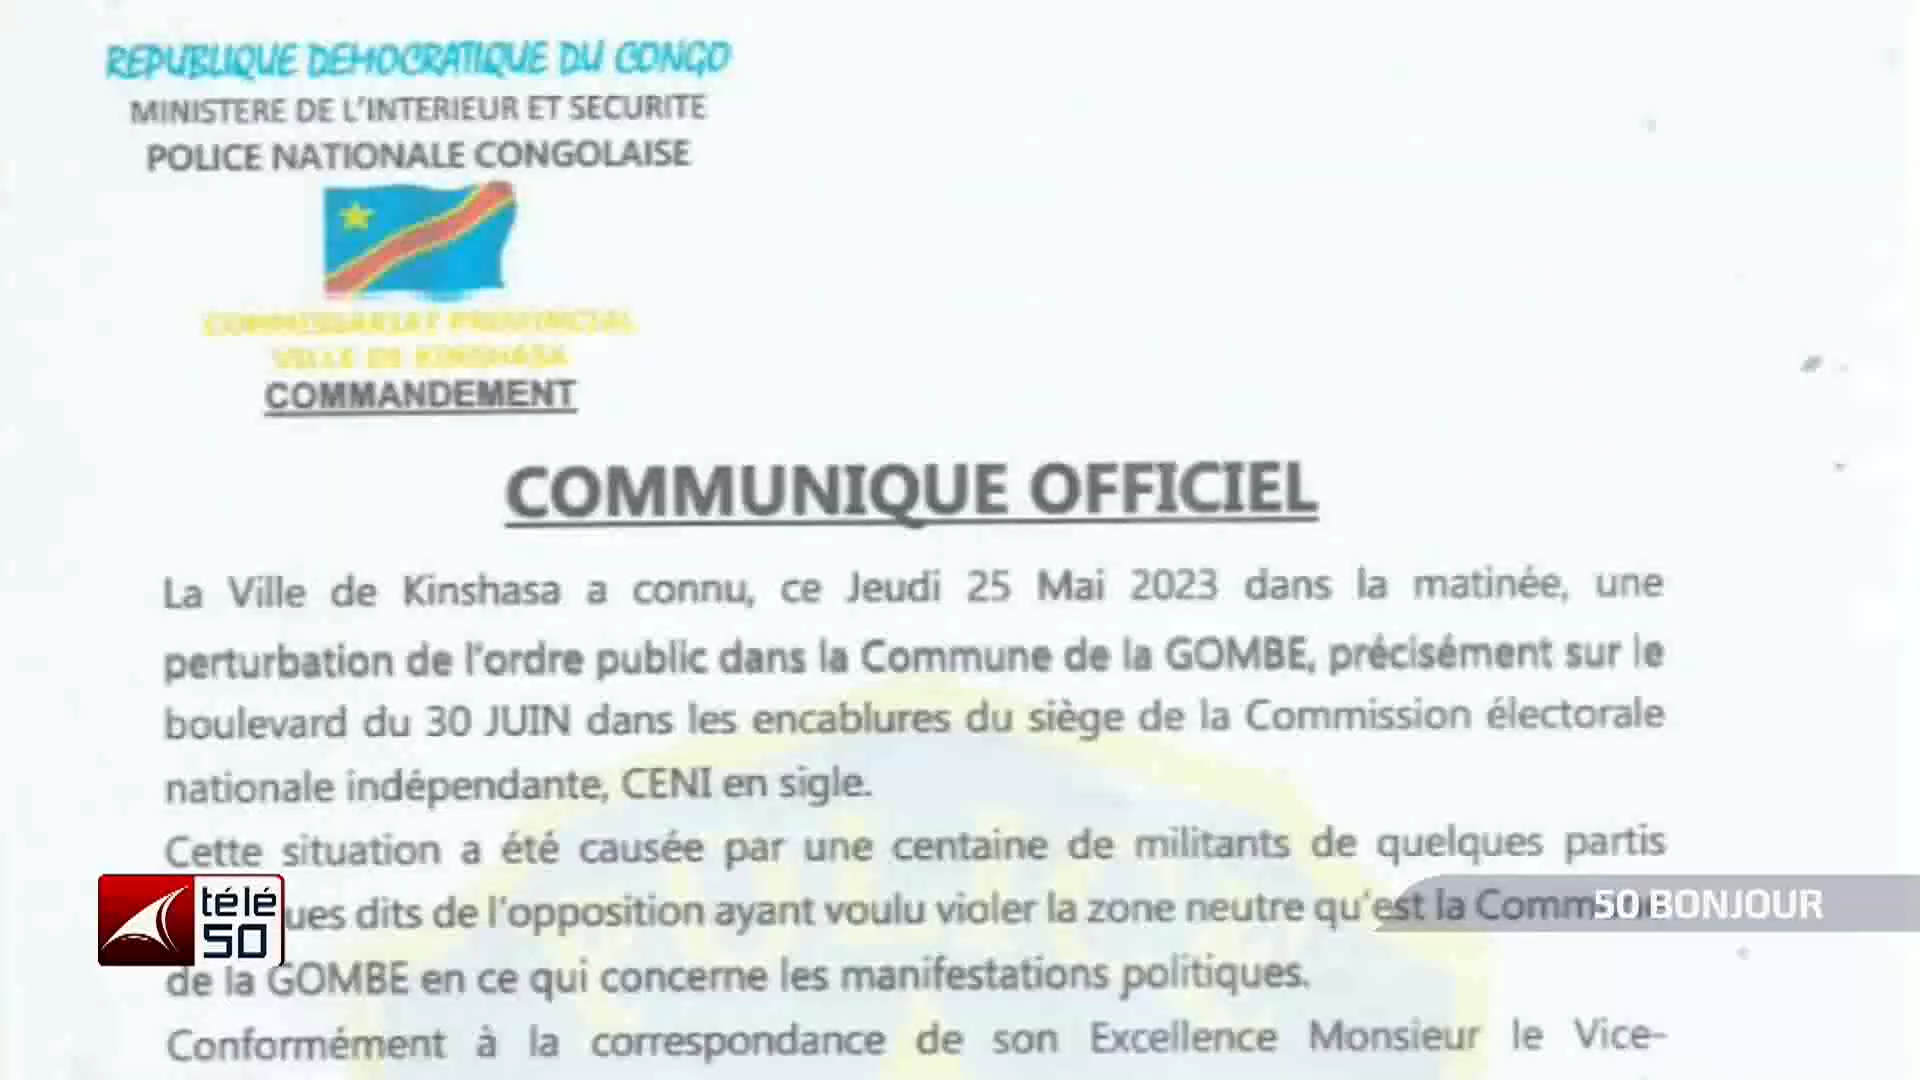 REPUBLIQUE DEMOCRATIQUE DU CONGO
MINISTERE DE L'INTERIEUR ET SECURITE
POLICE NATIONALE CONGOLAISE
COMMISSARIAT PROVINCIAL
VILLE DE KINSHASA
COMMANDEMENT
COMMUNIQUE OFFICIEL
La Ville de Kinshasa a connu, ce Jeudi 25 Mai 2023 dans la matinée, une
perturbation de l'ordre public dans la Commune de la GOMBE, précisément sur le
boulevard du 30 JUIN dans les encablures du siège de la Commission électorale
nationale indépendante, CENI en sigle.
Cette situation a été causée par une centaine de militants de quelques partis
ues dits de l'opposition ayant voulu violer la zone neutre qu'est la Comm
de la GOMBE en ce qui concerne les manifestations politiques.
Conformément à la correspondance de son Excellence Monsieur le Vice-
télé
50
50 BONJOUR